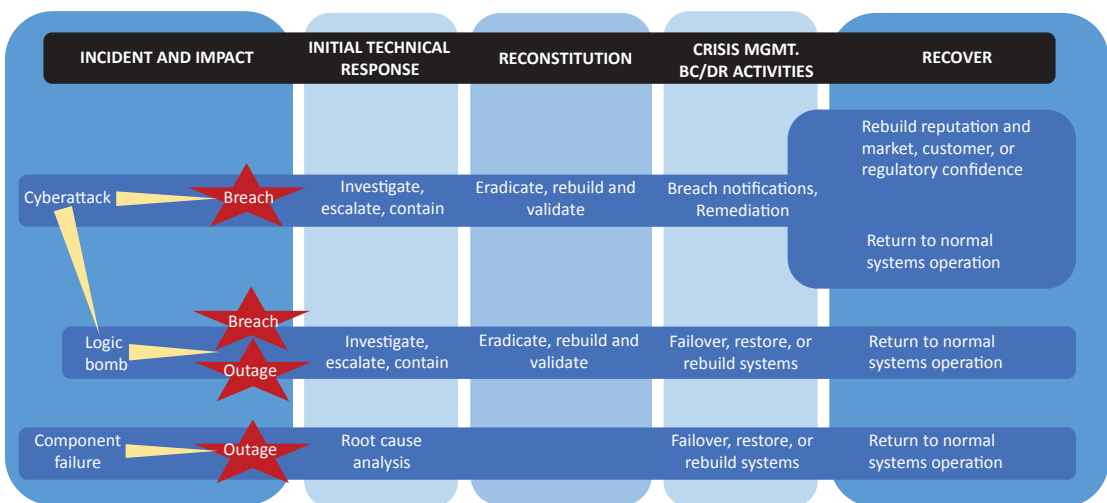 INCIDENT AND IMPACT
INITIAL TECHNICAL
RESPONSE
RECONSTITUTION
CRISIS MGMT.
BC/DR ACTIVITIES
RECOVER
Cyberattack
Breach
Investigate,
escalate, contain
Eradicate, rebuild and
validate
Breach notifications,
Remediation
Rebuild reputation and
market, customer, or
regulatory confidence
Return to normal
systems operation
Logic
bomb
Breach
Outage
Investigate,
escalate, contain
Eradicate, rebuild and
validate
Failover, restore, or
rebuild systems
Return to normal
systems operation
Component
failure
Outage
Root cause
analysis
Failover, restore, or
rebuild systems
Return to normal
systems operation